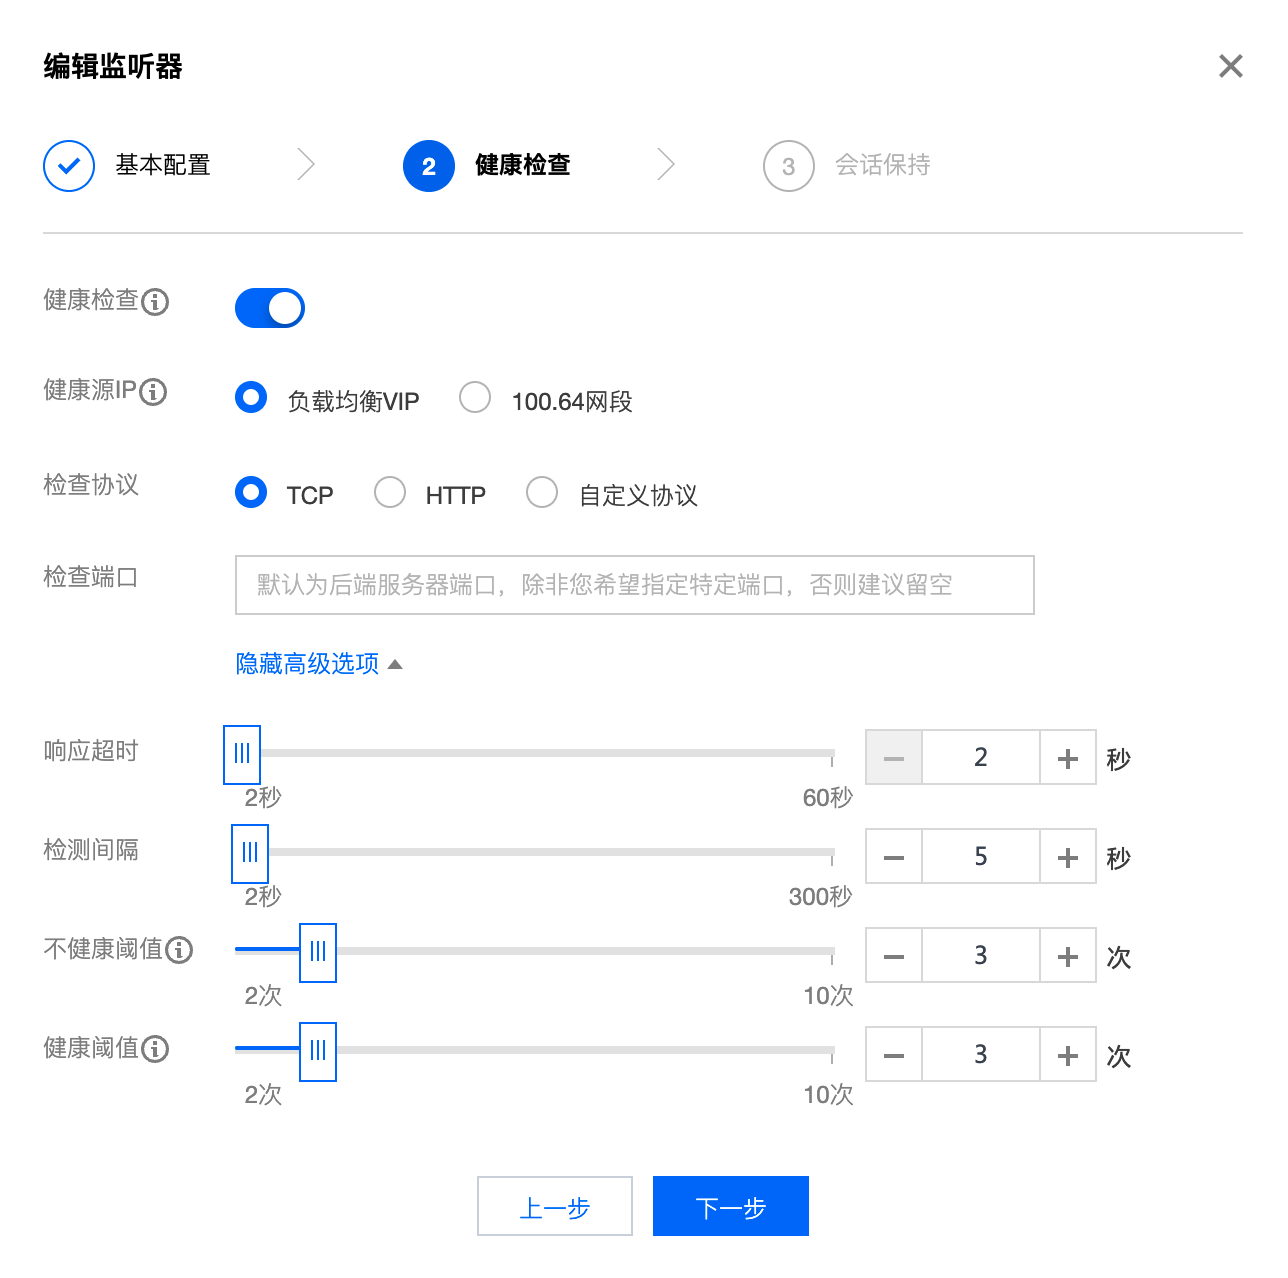 编辑监听器
基本配置
2 健康检查
3 会话保持
健康检查
健康源IP 负载均衡VIP 100.64网段
检查协议 TCP HTTP 自定义协议
检查端口 默认为后端服务器端口，除非您希望指定特定端口，否则建议留空
隐藏高级选项
响应超时 2 秒
2秒 60秒
检测间隔 5 秒
2秒 300秒
不健康阈值 3 次
2次 10次
健康阈值 3 次
2次 10次
上一步 下一步